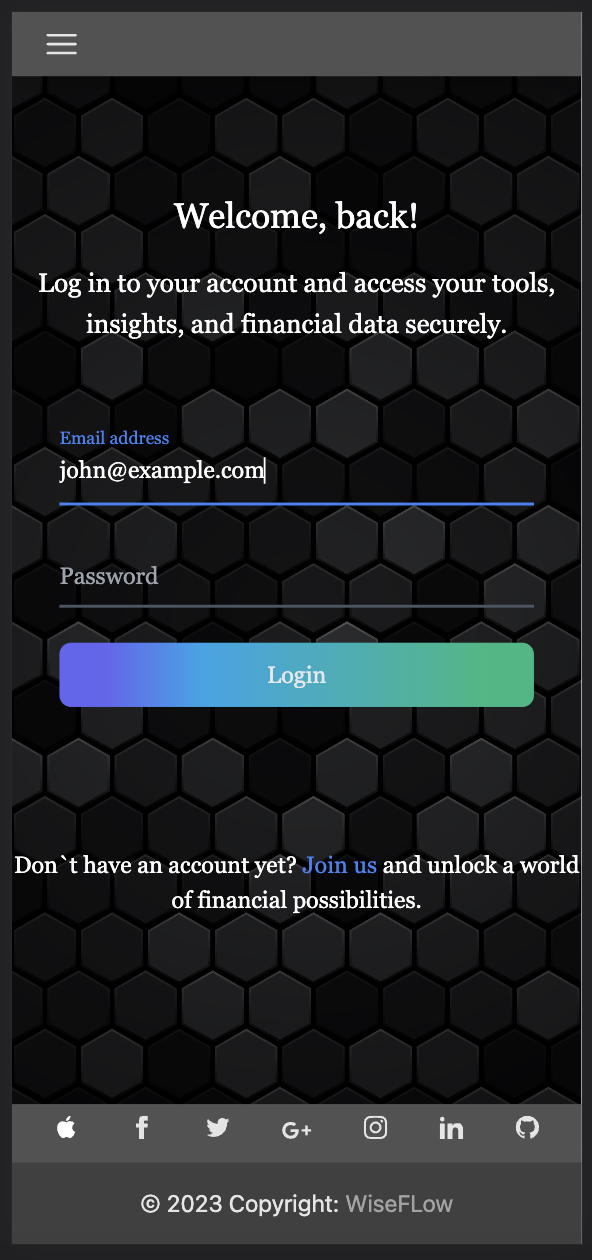 Welcome, back!
Log in to your account and access your tools,
insights, and financial data securely.
Email address
john@example.com
Password
Login
Don`t have an account yet? Join us and unlock a world
of financial possibilities.
© 2023 Copyright: WiseFLow